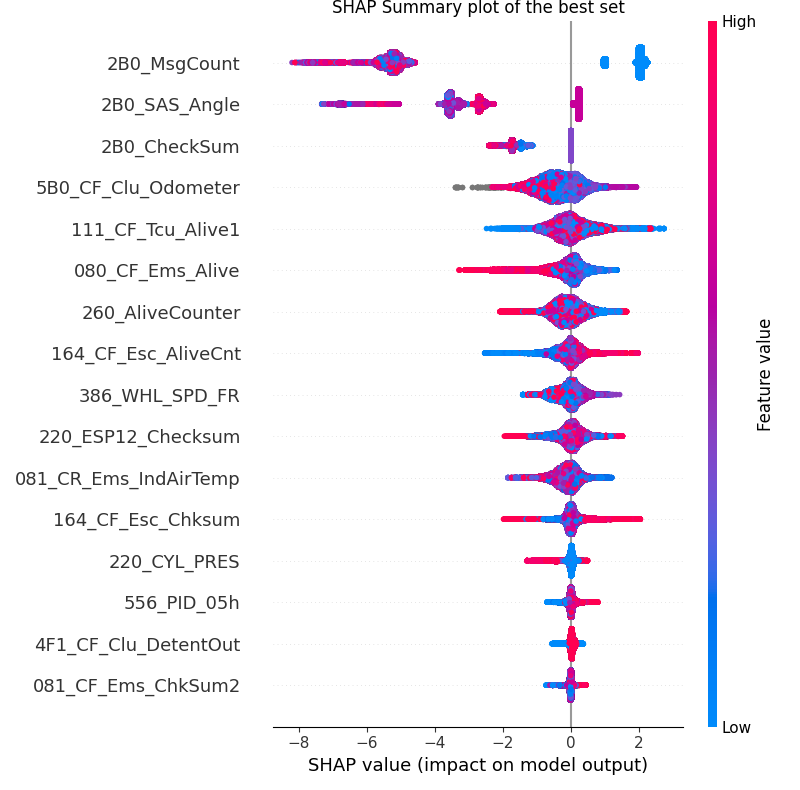 SHAP Summary plot of the best set
High
2B0_MsgCount
2B0_SAS_Angle
2B0_CheckSum
5B0_CF_Clu_Odometer
111_CF_Tcu_Alive1
080_CF_Ems_Alive
260_AliveCounter
164_CF_Esc_AliveCnt
386_WHL_SPD_FR
220_ESP12_Checksum
081_CR_Ems_IndAirTemp
164_CF_Esc_Chksum
220_CYL_PRES
556_PID_05h
4F1_CF_Clu_DetentOut
081_CF_Ems_ChkSum2
Feature value
Low
−8 −6 −4 −2 0 2
SHAP value (impact on model output)